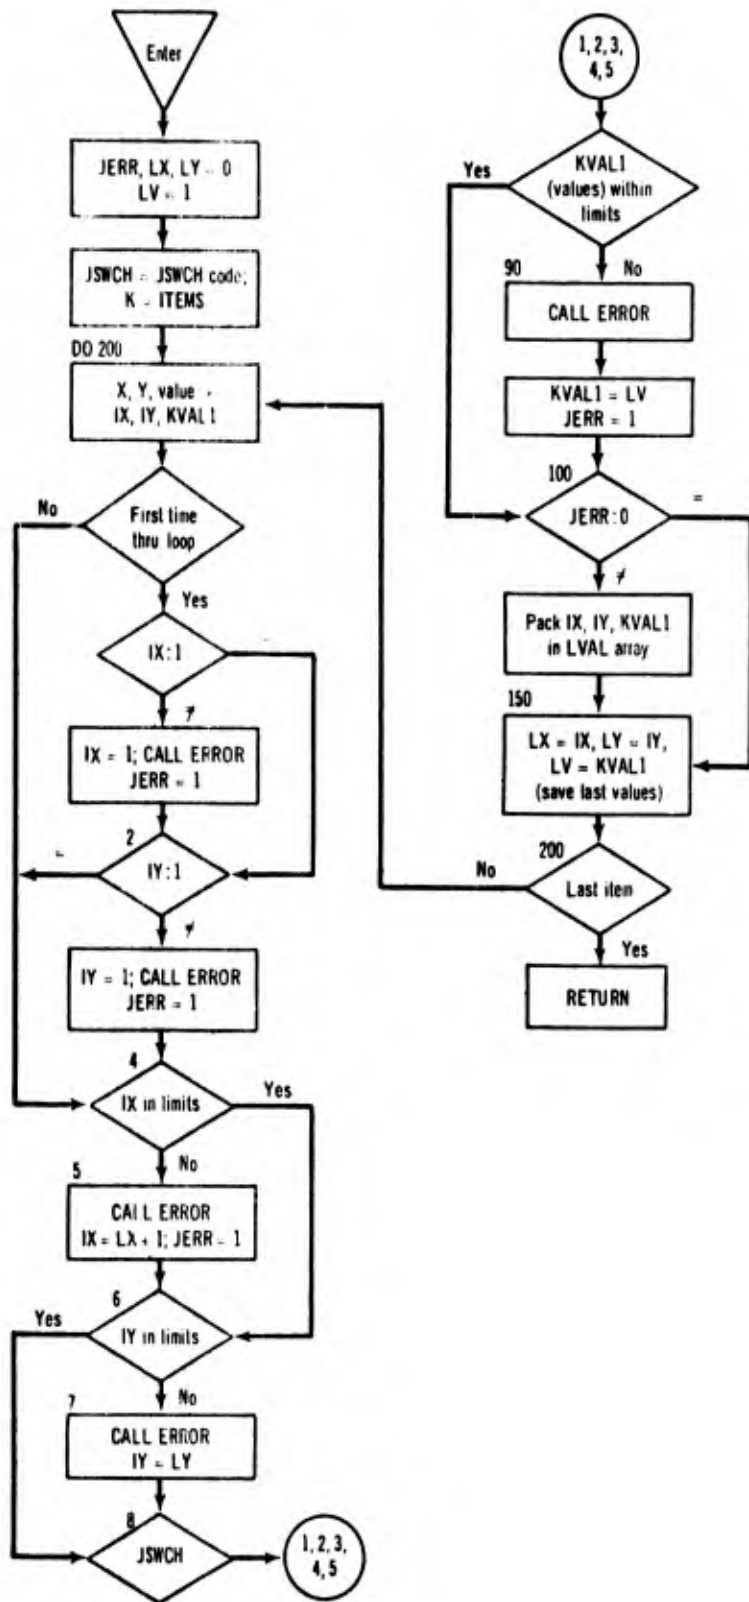 Enter
JERR, LX, LY = 0
LV = 1
JSWCH = JSWCH code;
K = ITEMS
DO 200
X, Y, value -
IX, IY, KVAL1
No
First time
thru loop
Yes
IX:1
≠
IX = 1; CALL ERROR
JERR = 1
2
=
IY:1
≠
IY = 1; CALL ERROR
JERR = 1
4
IX in limits
Yes
No
5
CALL ERROR
IX = LX + 1; JERR = 1
6
Yes
IY in limits
No
7
CALL ERROR
IY = LY
8
JSWCH
1, 2, 3,
4, 5
1, 2, 3,
4, 5
Yes
KVAL1
(values) within
limits
No
90
CALL ERROR
KVAL1 = LV
JERR = 1
100
JERR:0
=
≠
Pack IX, IY, KVAL1
in LVAL array
150
LX = IX, LY = IY,
LV = KVAL1
(save last values)
200
No
Last item
Yes
RETURN